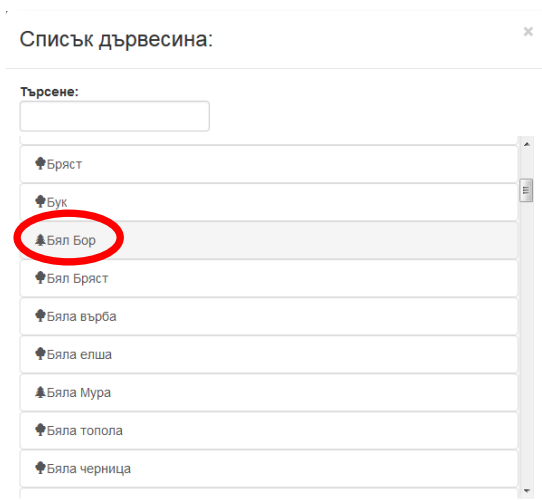 Списък дървесина:
×
Търсене:
Бряст
Бук
Бял Бор
Бял Бряст
Бяла върба
Бяла елша
Бяла Мура
Бяла топола
Бяла черница